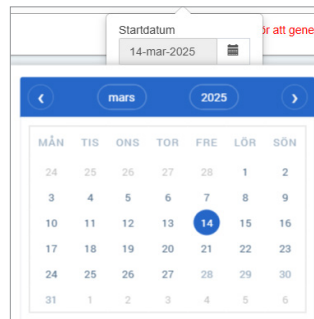 Startdatum
ör att gene
14-mar-2025
mars 2025
MÅN TIS ONS TOR FRE LÖR SÖN
24 25 26 27 28 1 2
3 4 5 6 7 8 9
10 11 12 13 14 15 16
17 18 19 20 21 22 23
24 25 26 27 28 29 30
31 1 2 3 4 5 6